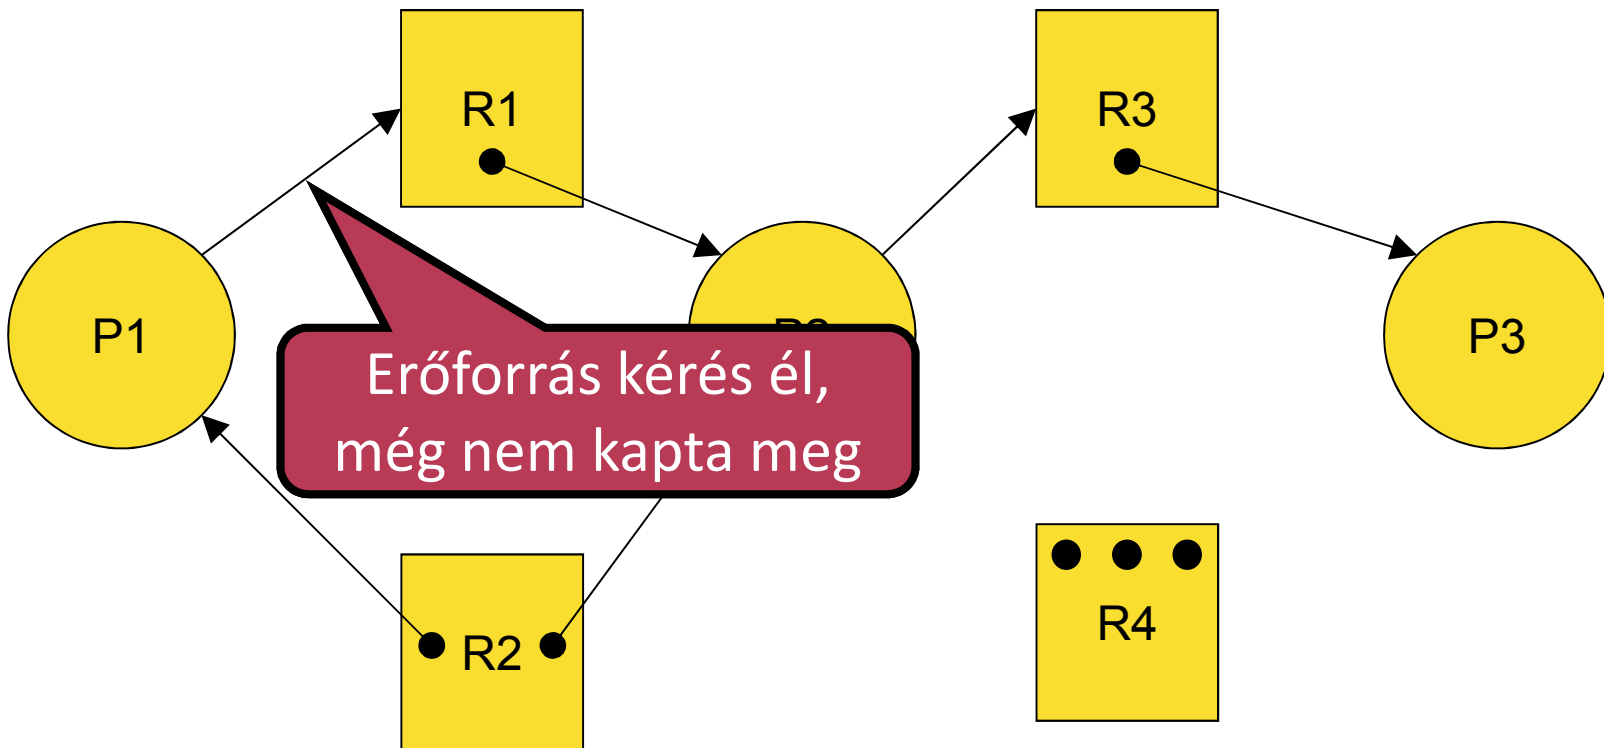 R1
R3
P1
P3
Erőforrás kérés él,
még nem kapta meg
R2
R4